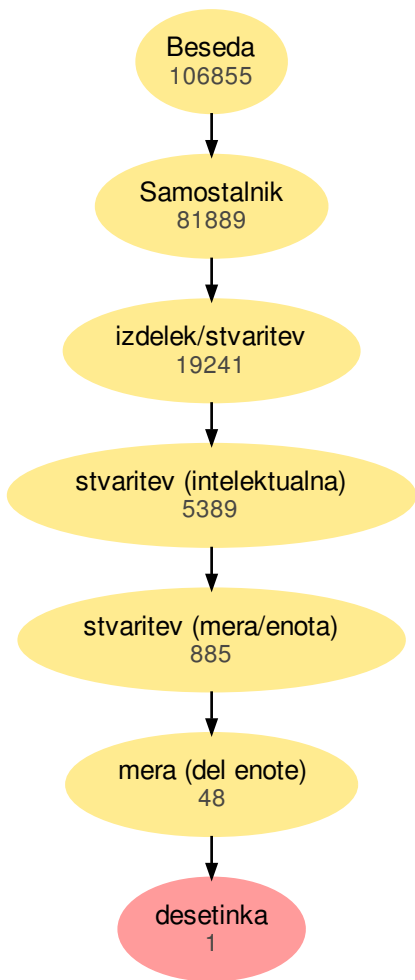 Beseda
106855
Samostalnik
81889
izdelek/stvaritev
19241
stvaritev (intelektualna)
5389
stvaritev (mera/enota)
885
mera (del enote)
48
desetinka
1